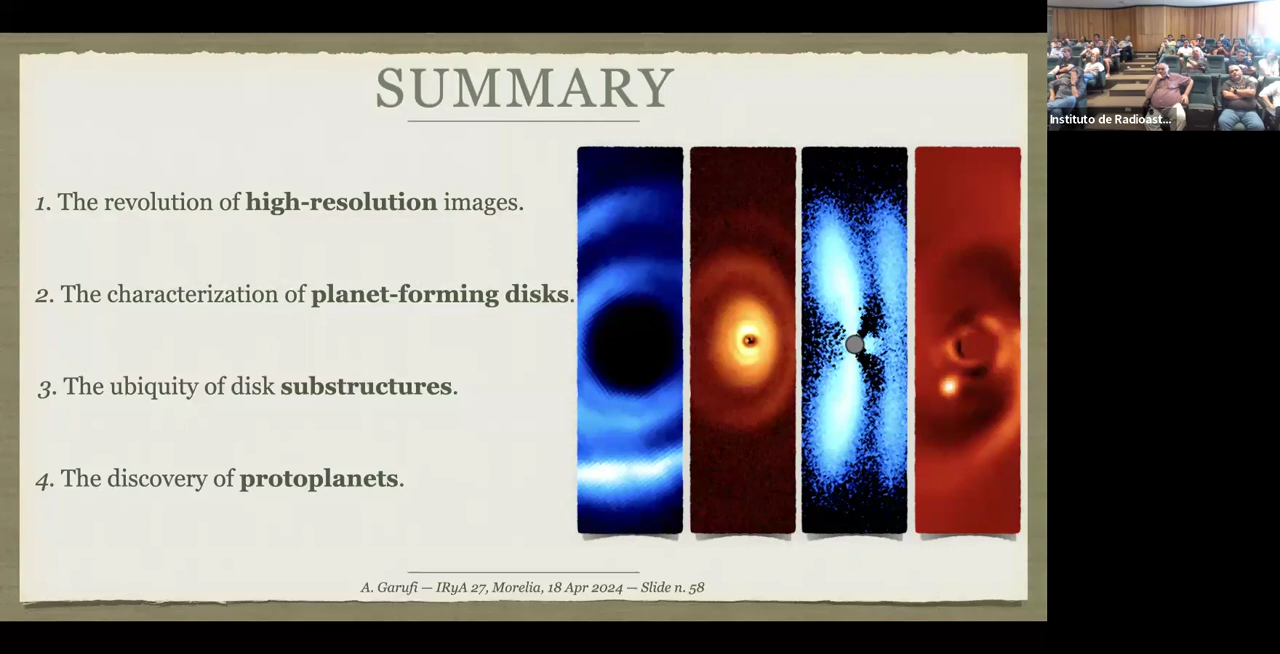 SUMMARY
1. The revolution of high-resolution images.
2. The characterization of planet-forming disks.
3. The ubiquity of disk substructures.
4. The discovery of protoplanets.
A. Garufi — IRyA 27, Morelia, 18 Apr 2024 — Slide n. 58
Instituto de Radioast...